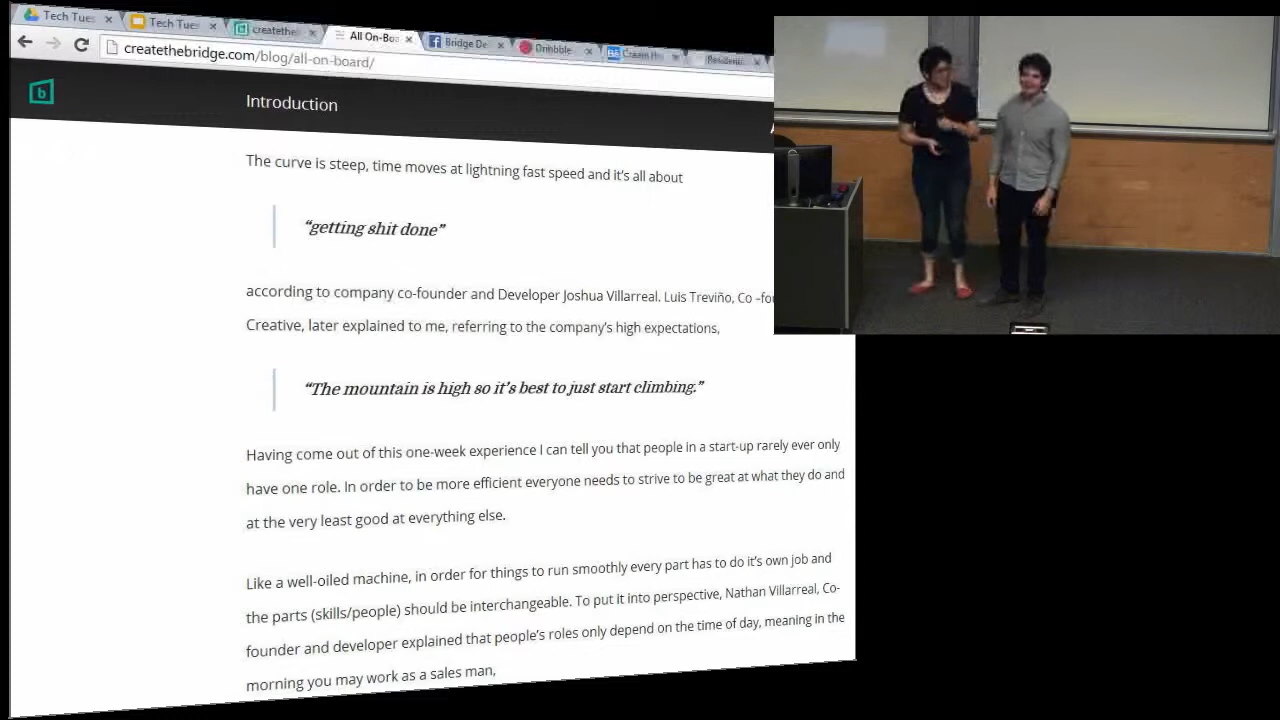 Tech Tues
Tech Tues
createthe
All On-Boa
Bridge De
Dribbble
createthebridge.com/blog/all-on-board/
b
Introduction
The curve is steep, time moves at lightning fast speed and it's all about
“getting shit done”
according to company co-founder and Developer Joshua Villarreal. Luis Treviño, Co –fou
Creative, later explained to me, referring to the company's high expectations,
“The mountain is high so it's best to just start climbing.”
Having come out of this one-week experience I can tell you that people in a start-up rarely ever only
have one role. In order to be more efficient everyone needs to strive to be great at what they do and
at the very least good at everything else.
Like a well-oiled machine, in order for things to run smoothly every part has to do it's own job and
the parts (skills/people) should be interchangeable. To put it into perspective, Nathan Villarreal, Co-
founder and developer explained that people's roles only depend on the time of day, meaning in the
morning you may work as a sales man,